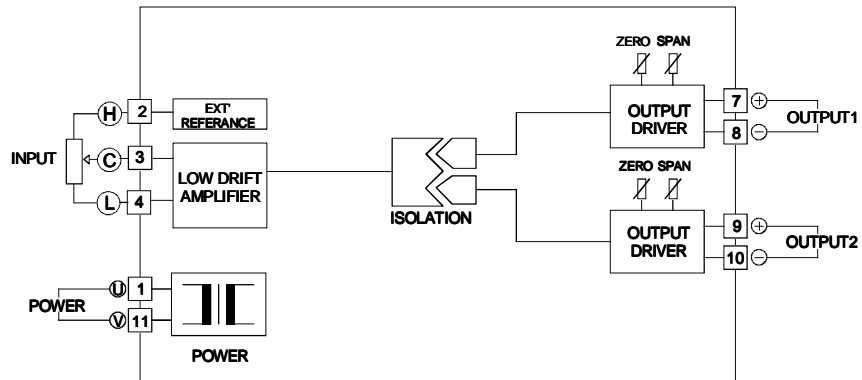 ZERO SPAN
H 2 EXT'
REFERANCE
OUTPUT
DRIVER
7 +
8 −
OUTPUT1
INPUT
C 3
L 4
LOW DRIFT
AMPLIFIER
ISOLATION
ZERO SPAN
OUTPUT
DRIVER
9 +
10 −
OUTPUT2
POWER
U 1
V 11
POWER